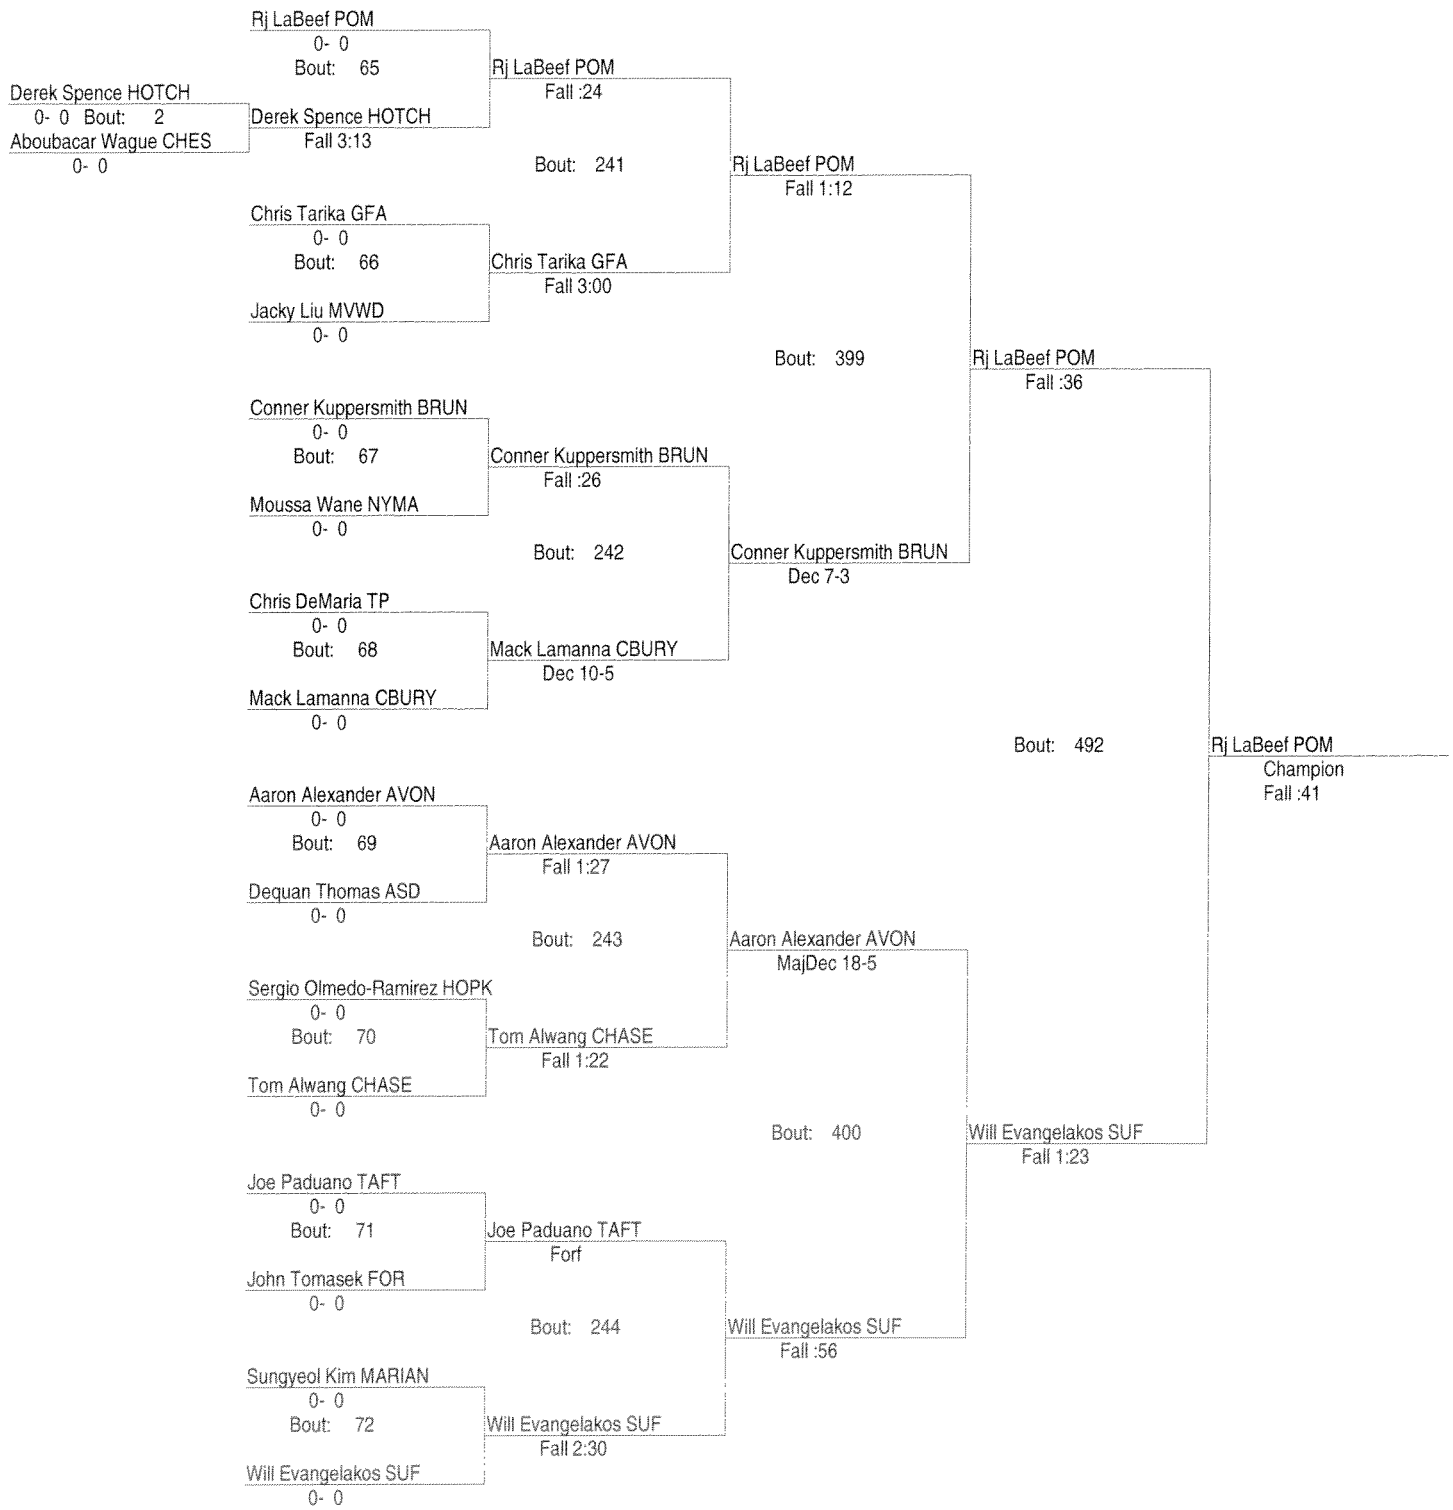 Rj LaBeef POM
0- 0
Bout: 65
Rj LaBeef POM
Fall :24
Derek Spence HOTCH
0- 0 Bout: 2
Derek Spence HOTCH
Fall 3:13
Aboubacar Wague CHES
0- 0
Bout: 241
Rj LaBeef POM
Fall 1:12
Chris Tarika GFA
0- 0
Bout: 66
Chris Tarika GFA
Fall 3:00
Jacky Liu MVWD
0- 0
Bout: 399
Rj LaBeef POM
Fall :36
Conner Kuppersmith BRUN
0- 0
Bout: 67
Conner Kuppersmith BRUN
Fall :26
Moussa Wane NYMA
0- 0
Bout: 242
Conner Kuppersmith BRUN
Dec 7-3
Chris DeMaria TP
0- 0
Bout: 68
Mack Lamanna CBURY
Dec 10-5
Mack Lamanna CBURY
0- 0
Bout: 492
Rj LaBeef POM
Champion
Fall :41
Aaron Alexander AVON
0- 0
Bout: 69
Aaron Alexander AVON
Fall 1:27
Dequan Thomas ASD
0- 0
Bout: 243
Aaron Alexander AVON
MajDec 18-5
Sergio Olmedo-Ramirez HOPK
0- 0
Bout: 70
Tom Alwang CHASE
Fall 1:22
Tom Alwang CHASE
0- 0
Bout: 400
Will Evangelakos SUF
Fall 1:23
Joe Paduano TAFT
0- 0
Bout: 71
Joe Paduano TAFT
Forf
John Tomasek FOR
0- 0
Bout: 244
Will Evangelakos SUF
Fall :56
Sungyeol Kim MARIAN
0- 0
Bout: 72
Will Evangelakos SUF
Fall 2:30
Will Evangelakos SUF
0- 0